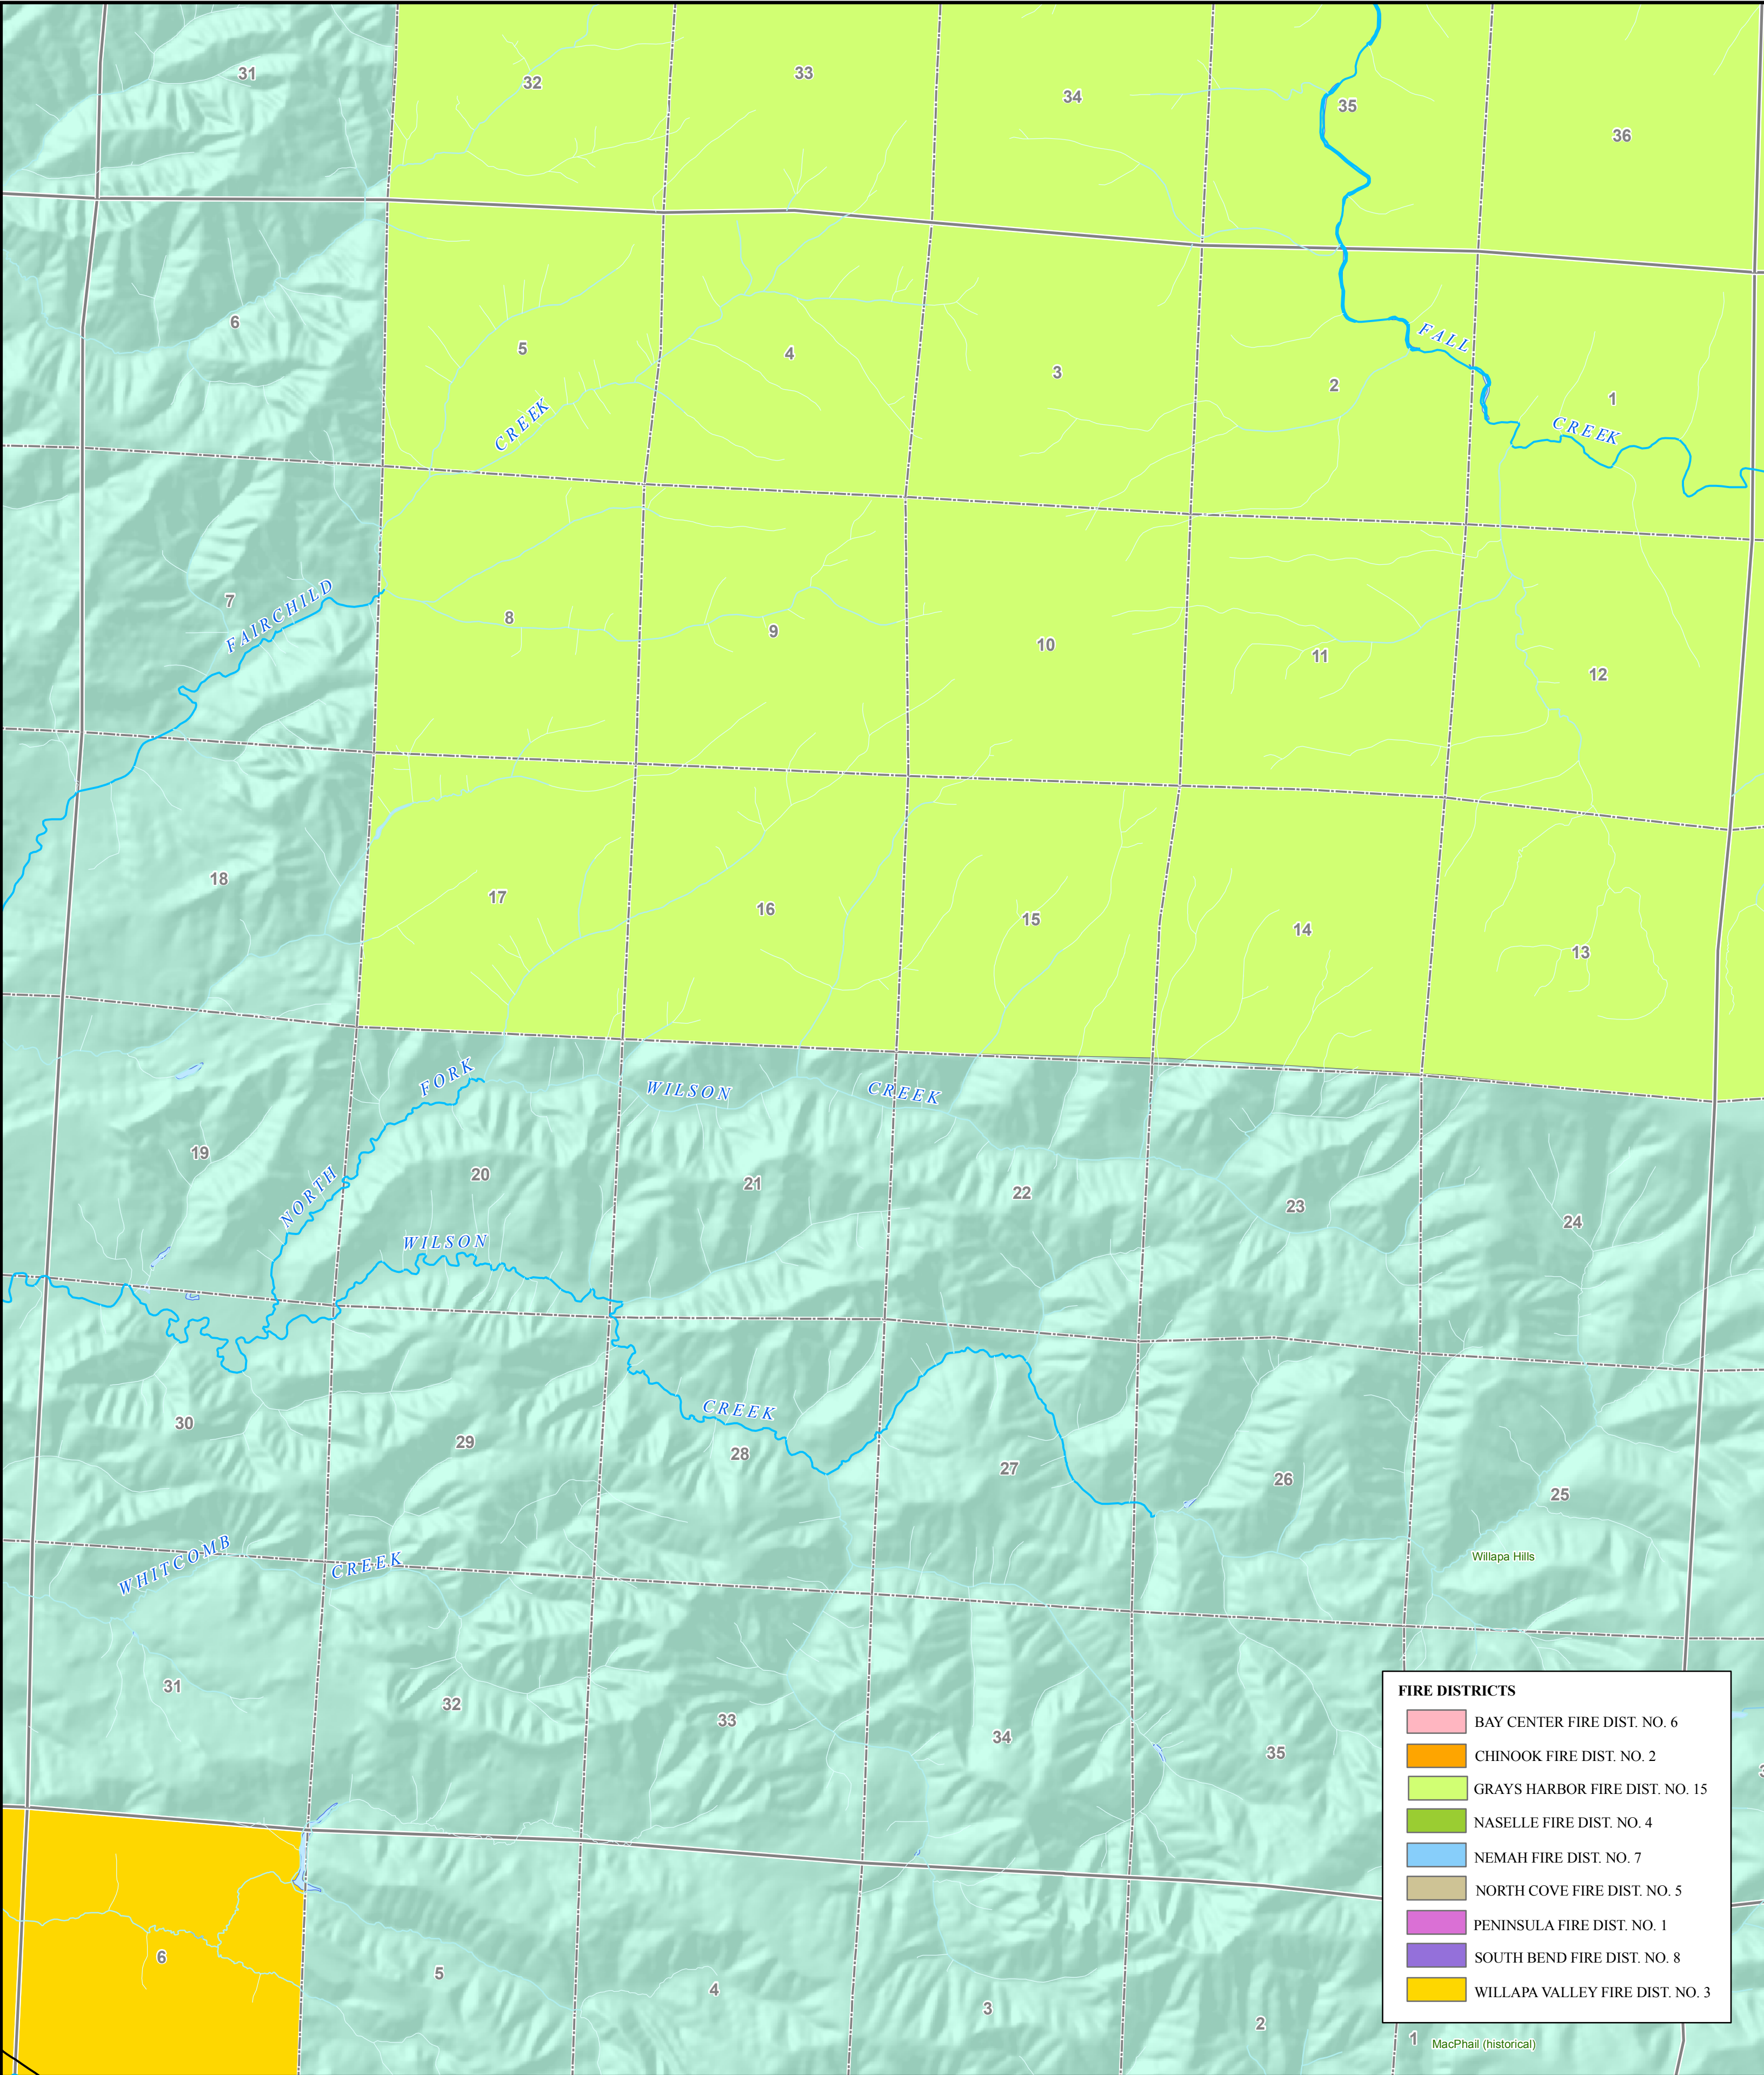 31
32
33
34
35
36
6
5
4
3
2
1
FALL
CREEK
CREEK
7
FAIRCHILD
8
9
10
11
12
18
17
16
15
14
13
FORK
WILSON
CREEK
19
NORTH
20
21
22
23
24
WILSON
30
29
CREEK
28
27
26
25
WHITCOMB
CREEK
Willapa Hills
31
32
33
34
35
FIRE DISTRICTS
BAY CENTER FIRE DIST. NO. 6
CHINOOK FIRE DIST. NO. 2
GRAYS HARBOR FIRE DIST. NO. 15
NASELLE FIRE DIST. NO. 4
NEMAH FIRE DIST. NO. 7
NORTH COVE FIRE DIST. NO. 5
PENINSULA FIRE DIST. NO. 1
SOUTH BEND FIRE DIST. NO. 8
WILLAPA VALLEY FIRE DIST. NO. 3
6
5
4
3
2
1
MacPhail (historical)